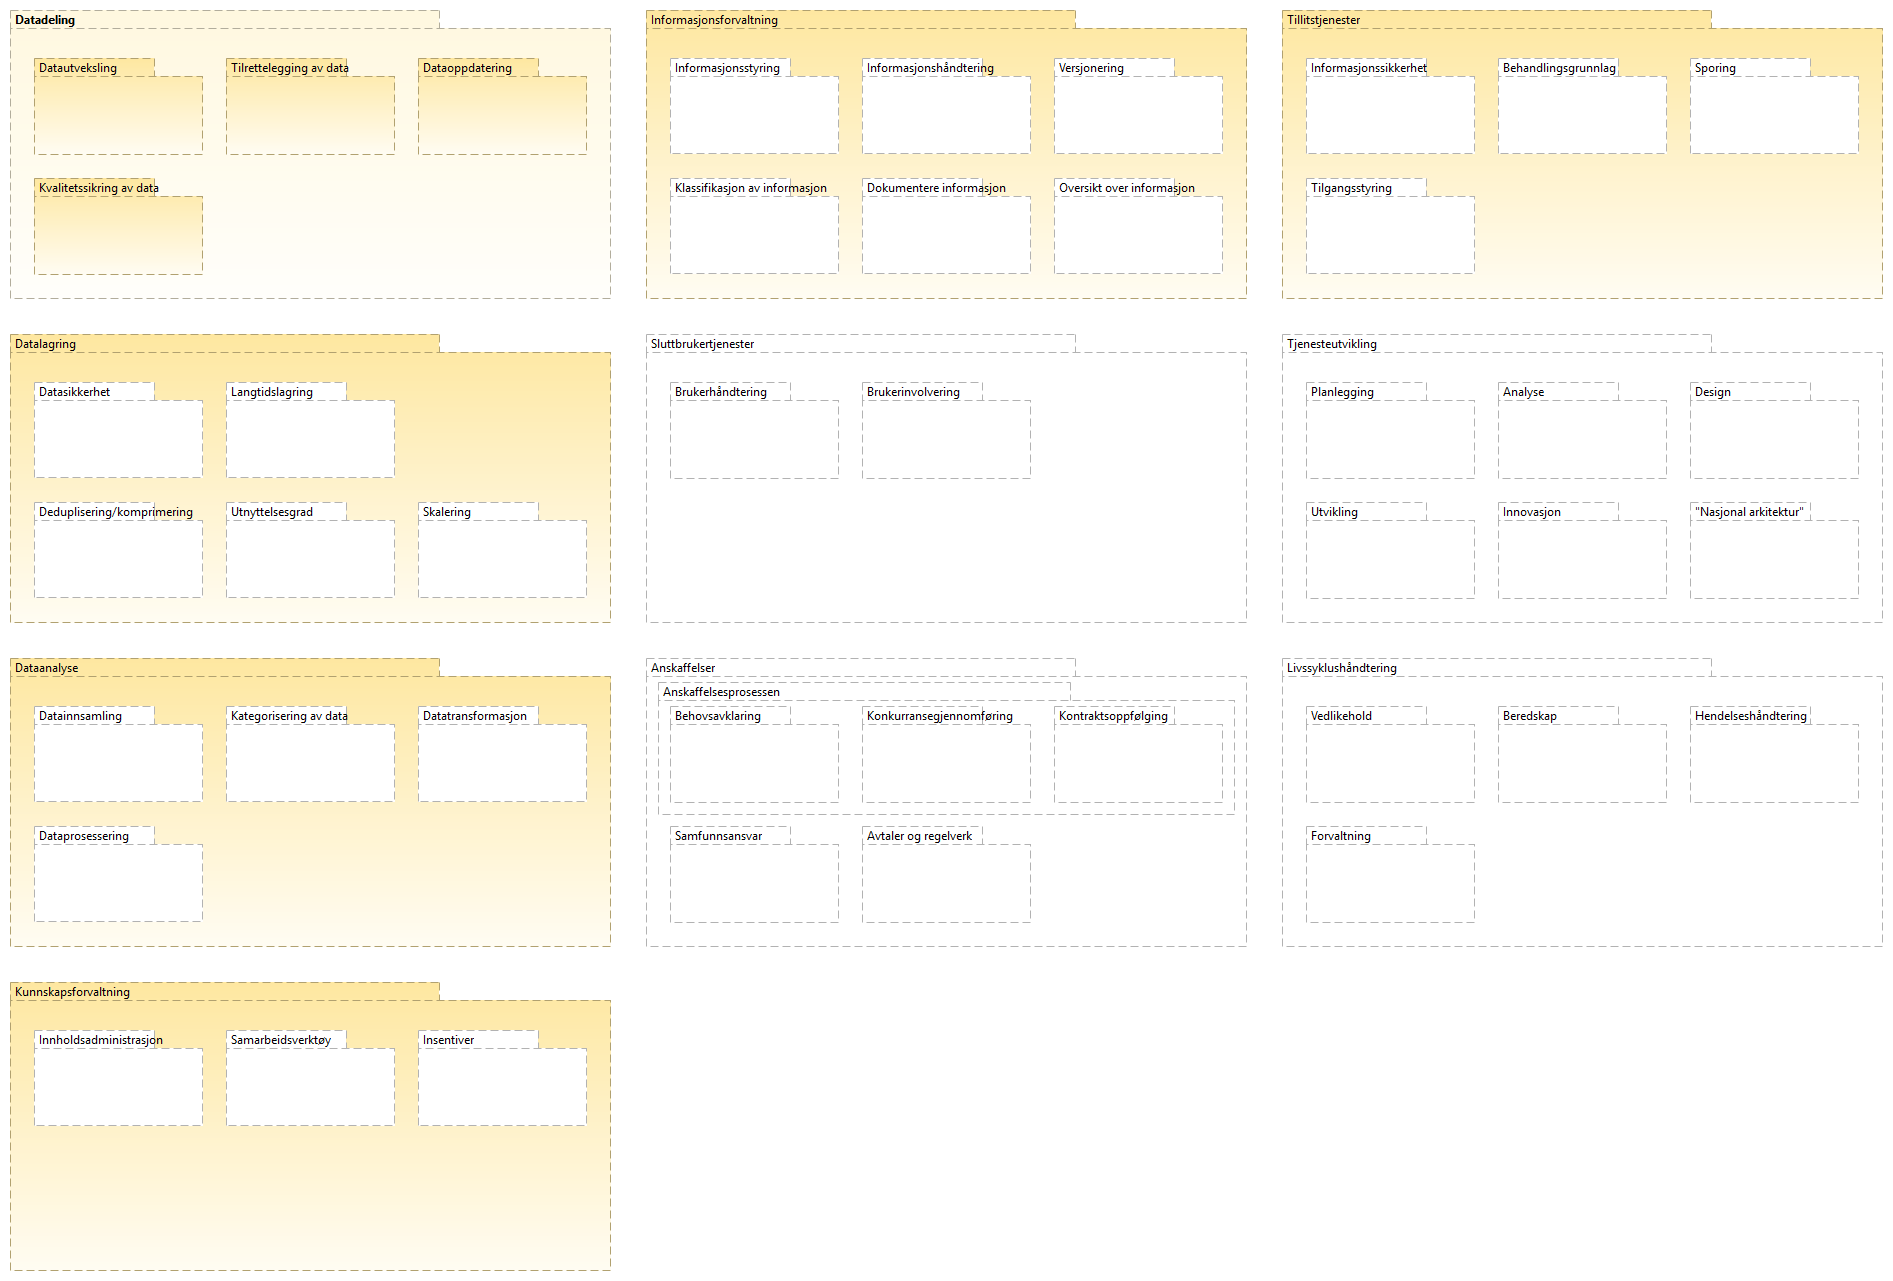 Datadeling
Datautveksling
Tilrettelegging av data
Dataoppdatering
Kvalitetssikring av data
Informasjonsforvaltning
Informasjonsstyring
Informasjonshåndtering
Versjonering
Klassifikasjon av informasjon
Dokumentere informasjon
Oversikt over informasjon
Tillitstjenester
Informasjonssikkerhet
Behandlingsgrunnlag
Sporing
Tilgangsstyring
Datalagring
Datasikkerhet
Langtidslagring
Deduplisering/komprimering
Utnyttelsesgrad
Skalering
Sluttbrukertjenester
Brukerhåndtering
Brukerinvolvering
Tjenesteutvikling
Planlegging
Analyse
Design
Utvikling
Innovasjon
"Nasjonal arkitektur"
Dataanalyse
Datainnsamling
Kategorisering av data
Datatransformasjon
Dataprosessering
Anskaffelser
Anskaffelsesprosessen
Behovsavklaring
Konkurransegjennomføring
Kontraktsoppfølging
Samfunnsansvar
Avtaler og regelverk
Livssyklushåndtering
Vedlikehold
Beredskap
Hendelseshåndtering
Forvaltning
Kunnskapsforvaltning
Innholdsadministrasjon
Samarbeidsverktøy
Insentiver